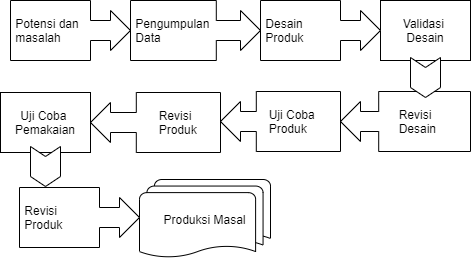 Potensi dan
masalah
Pengumpulan
Data
Desain
Produk
Validasi
Desain
Revisi
Desain
Uji Coba
Produk
Revisi
Produk
Uji Coba
Pemakaian
Revisi
Produk
Produksi Masal